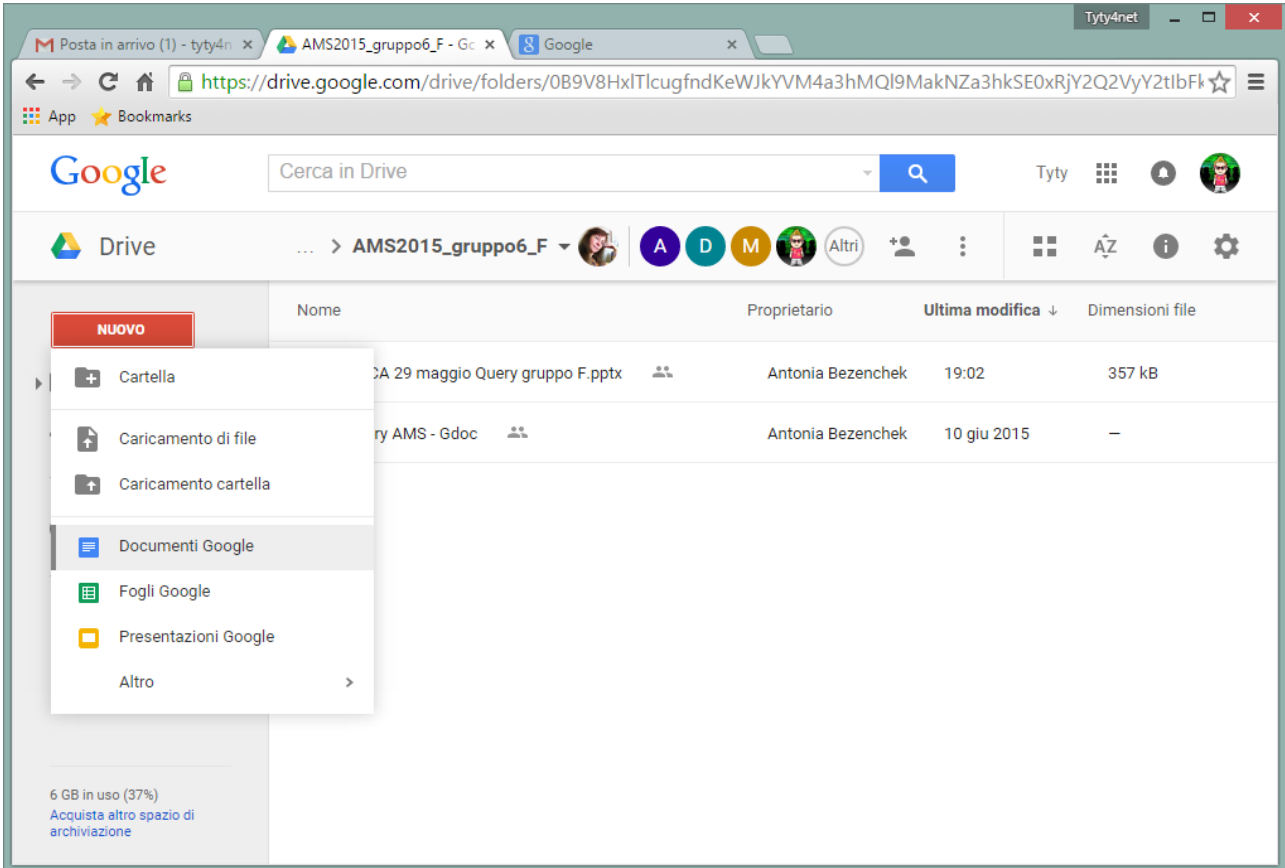 Tyty4net
Posta in arrivo (1) - tyty4n
AMS2015_gruppo6_F - Go
Google
https://drive.google.com/drive/folders/
App Bookmarks
Google
Cerca in Drive
Tyty
Drive
... > AMS2015_gruppo6_F
A D M Altri
AZ
NUOVO
Nome Proprietario Ultima modifica ↓ Dimensioni file
Cartella
CA 29 maggio Query gruppo F.pptx Antonia Bezenchek 19:02 357 kB
Caricamento di file
ry AMS - Gdoc Antonia Bezenchek 10 giu 2015 —
Caricamento cartella
Documenti Google
Fogli Google
Presentazioni Google
Altro >
6 GB in uso (37%)
Acquista altro spazio di
archiviazione